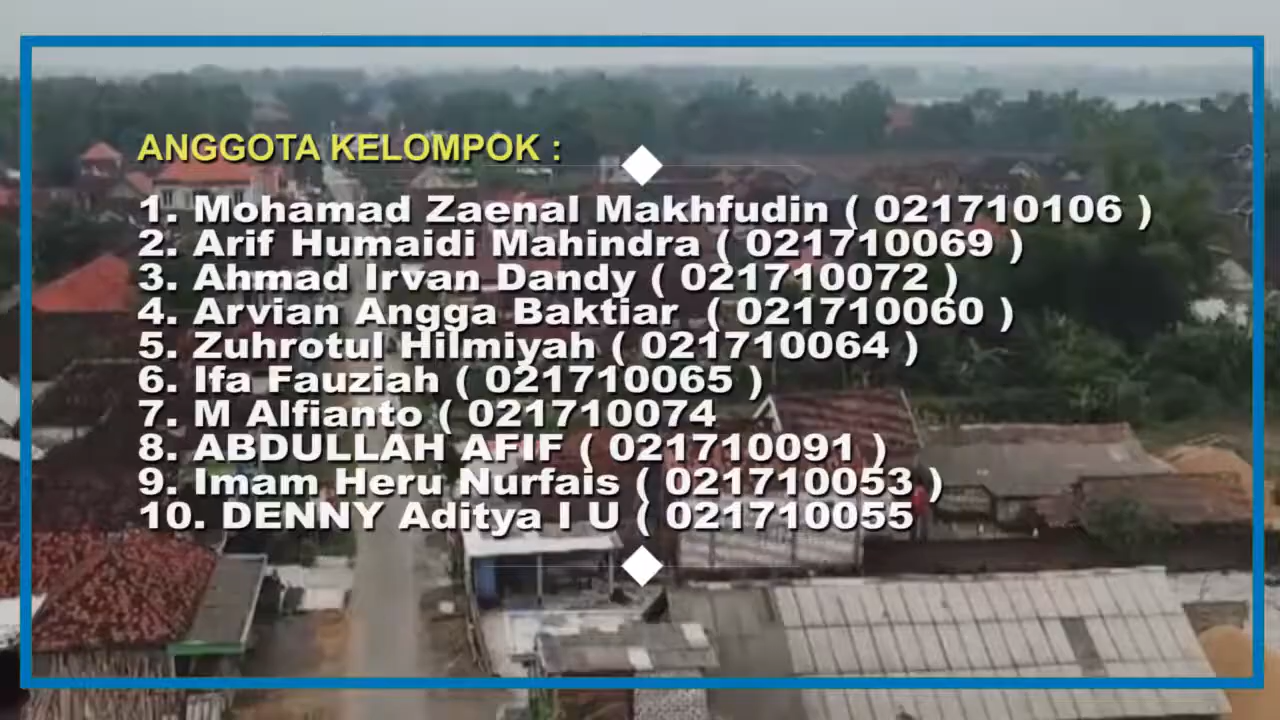 ANGGOTA KELOMPOK :
1. Mohamad Zaenal Makhfudin ( 021710106 )
2. Arif Humaidi Mahindra ( 021710069 )
3. Ahmad Irvan Dandy ( 021710072 )
4. Arvian Angga Baktiar ( 021710060 )
5. Zuhrotul Hilmiyah ( 021710064 )
6. Ifa Fauziah ( 021710065 )
7. M Alfianto ( 021710074
8. ABDULLAH AFIF ( 021710091 )
9. Imam Heru Nurfais ( 021710053 )
10. DENNY Aditya I U ( 021710055